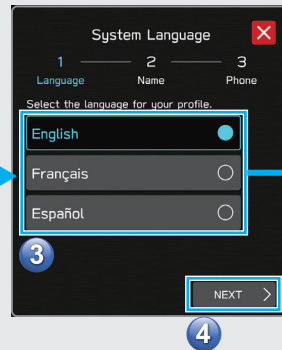 System Language
1 2 3
Language Name Phone
Select the language for your profile.
English
Français
Español
3
NEXT
4